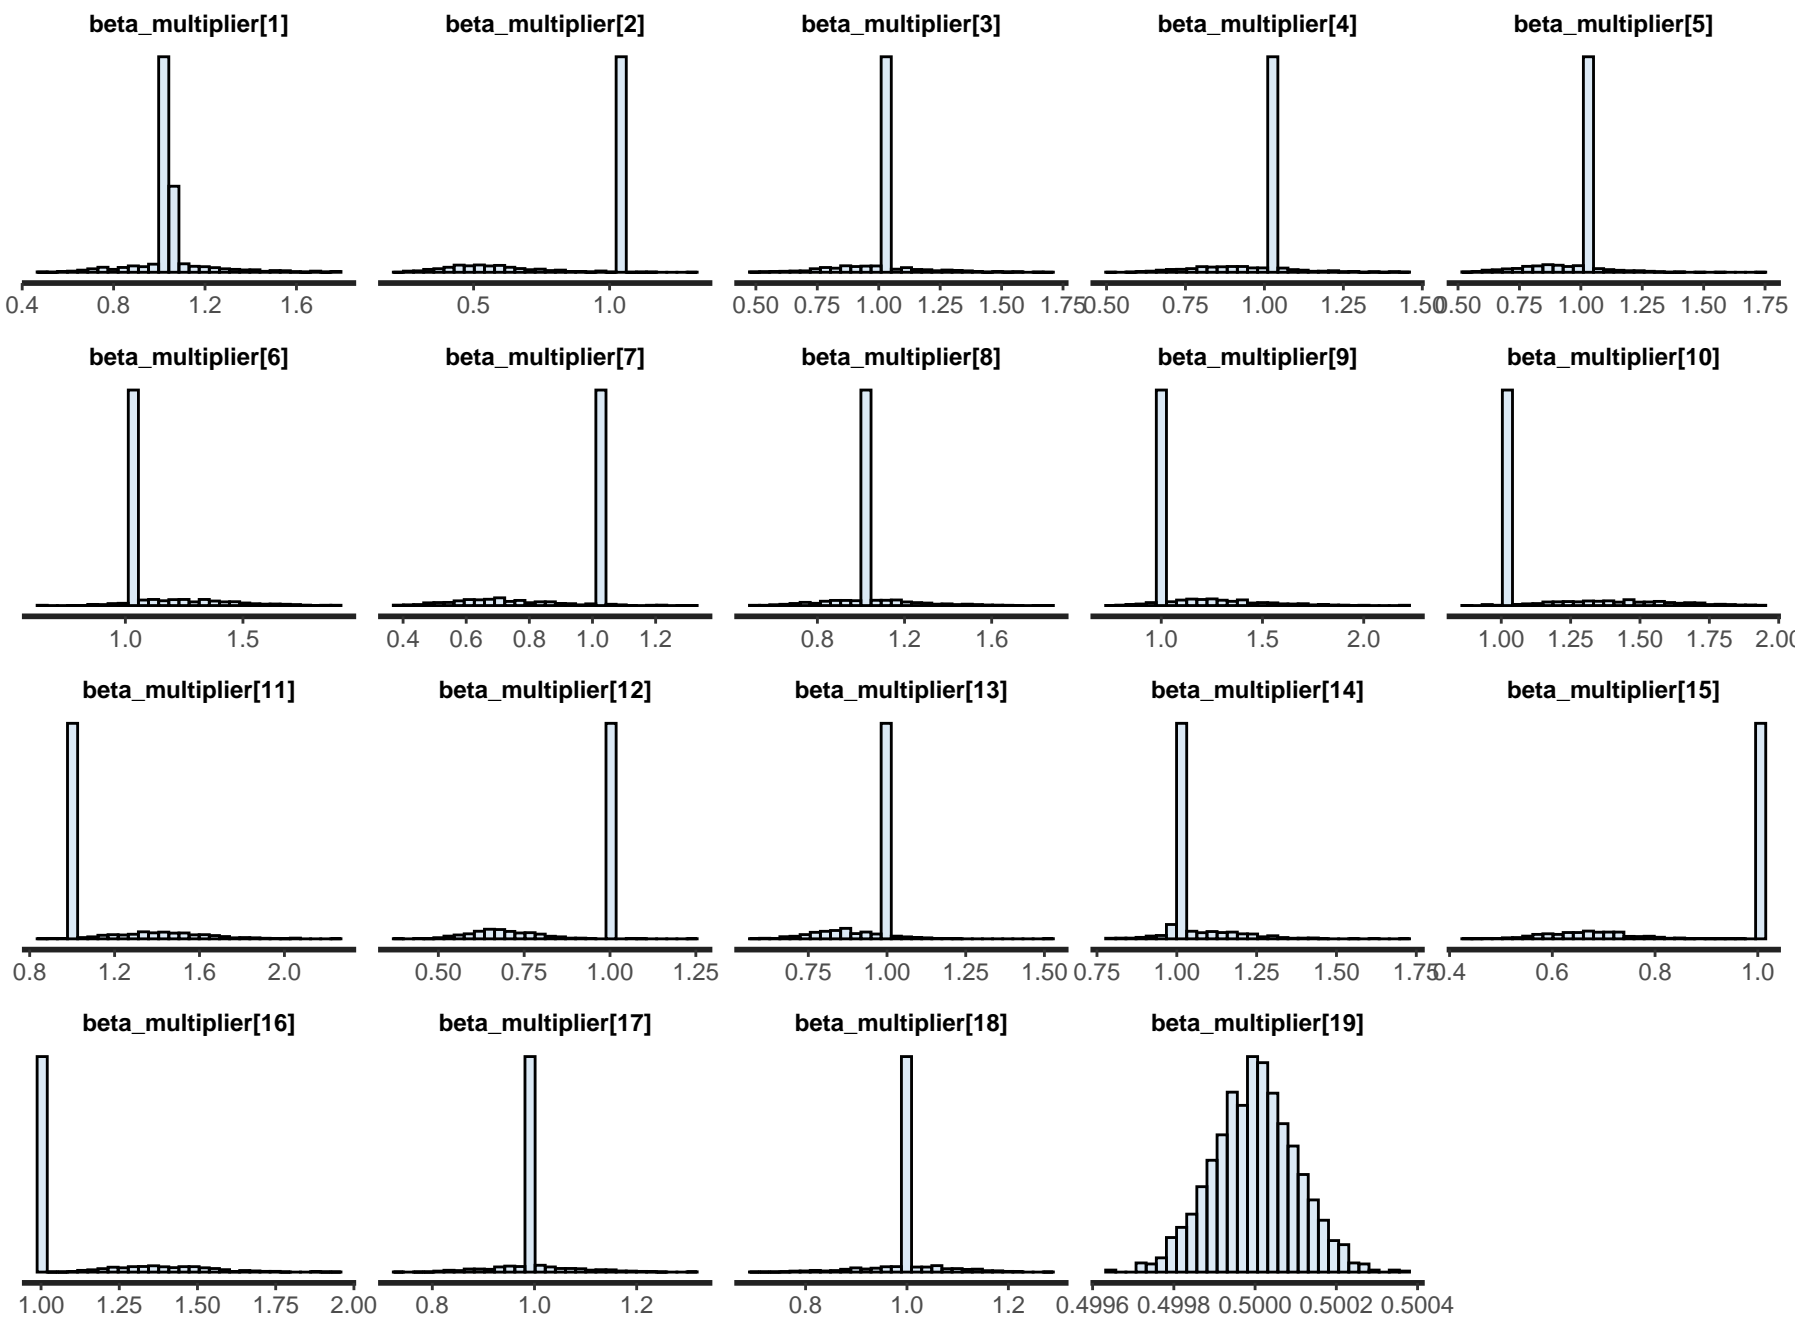 beta_multiplier[1] beta_multiplier[2] beta_multiplier[3] beta_multiplier[4] beta_multiplier[5]
0.4 0.8 1.2 1.6 0.5 1.0 0.50 0.75 1.00 1.25 1.50 1.75 0.50 0.75 1.00 1.25 1.50 0.50 0.75 1.00 1.25 1.50 1.75
beta_multiplier[6] beta_multiplier[7] beta_multiplier[8] beta_multiplier[9] beta_multiplier[10]
1.0 1.5 0.4 0.6 0.8 1.0 1.2 0.8 1.2 1.6 1.0 1.5 2.0 1.00 1.25 1.50 1.75 2.00
beta_multiplier[11] beta_multiplier[12] beta_multiplier[13] beta_multiplier[14] beta_multiplier[15]
0.8 1.2 1.6 2.0 0.50 0.75 1.00 1.25 0.75 1.00 1.25 1.50 0.75 1.00 1.25 1.50 1.75 0.4 0.6 0.8 1.0
beta_multiplier[16] beta_multiplier[17] beta_multiplier[18] beta_multiplier[19]
1.00 1.25 1.50 1.75 2.00 0.8 1.0 1.2 0.8 1.0 1.2 0.4996 0.4998 0.5000 0.5002 0.5004